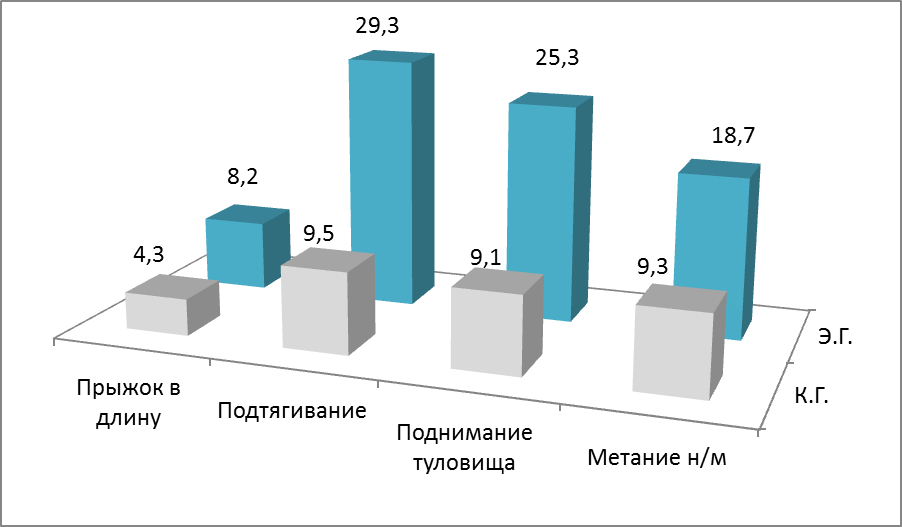 29,3
25,3
18,7
8,2
9,5
4,3
9,1
9,3
Э.Г.
К.Г.
Прыжок в
длину
Подтягивание
Поднимание
туловища
Метание н/м